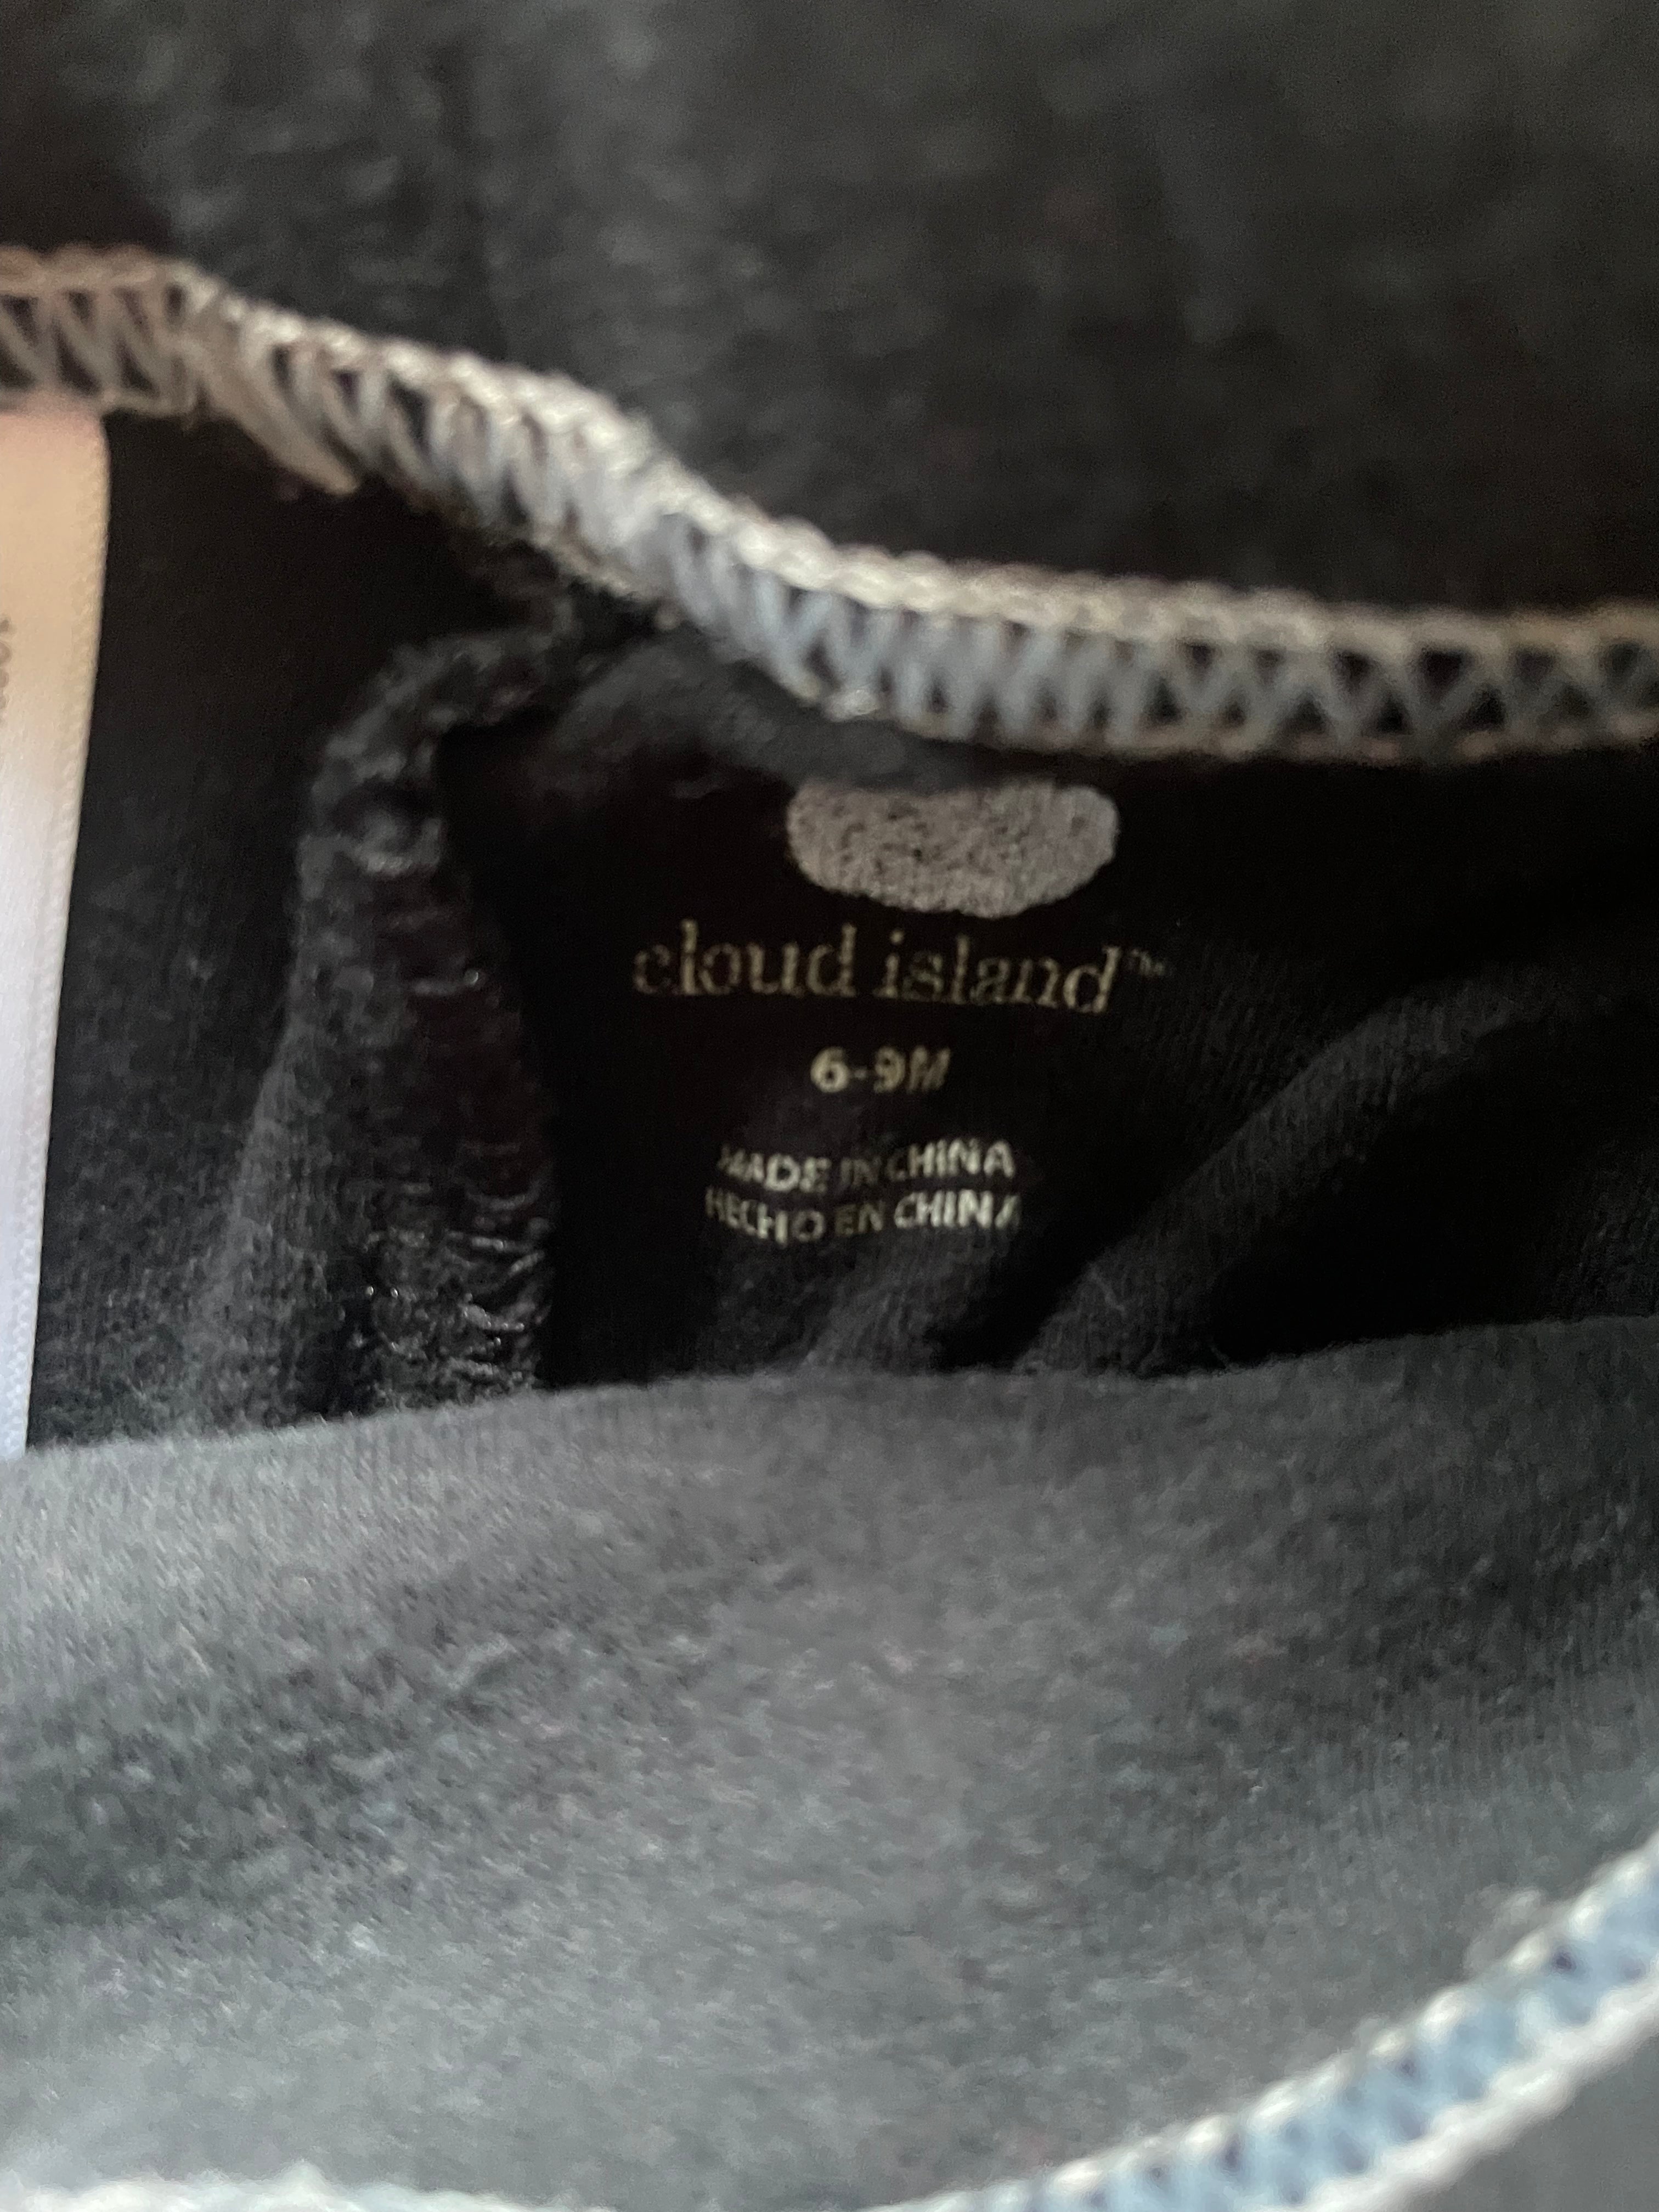 cloud island™
6-9M
MADE IN CHINA
HECHO EN CHINA